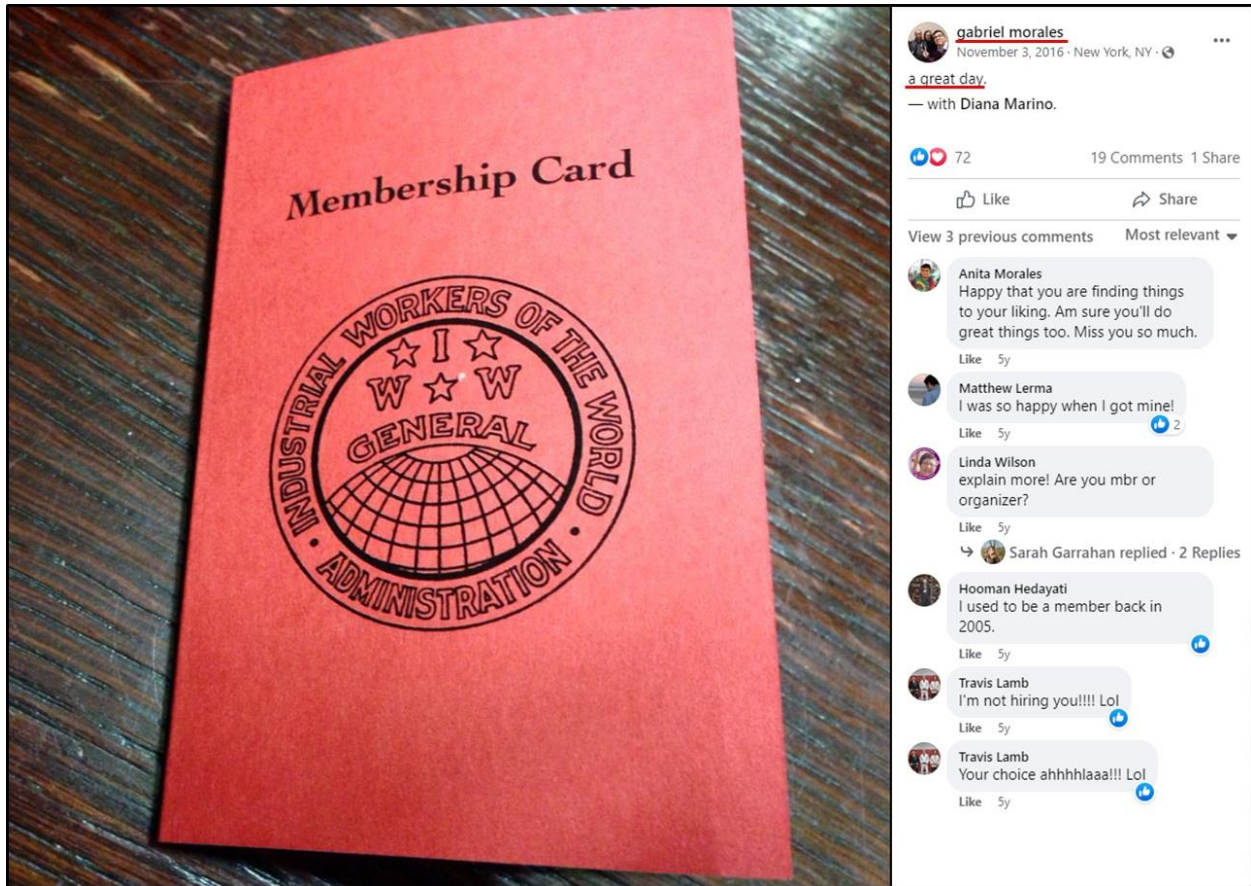 Membership Card
INDUSTRIAL WORKERS OF THE WORLD
I
W W
GENERAL
• ADMINISTRATION •
gabriel morales
November 3, 2016 · New York, NY ·
a great day.
— with Diana Marino.
72 19 Comments 1 Share
Like Share
View 3 previous comments Most relevant
Anita Morales
Happy that you are finding things
to your liking. Am sure you'll do
great things too. Miss you so much.
Like 5y
Matthew Lerma
I was so happy when I got mine!
2
Like 5y
Linda Wilson
explain more! Are you mbr or
organizer?
Like 5y
Sarah Garrahan replied · 2 Replies
Hooman Hedayati
I used to be a member back in
2005.
Like 5y
Travis Lamb
I'm not hiring you!!!! Lol
Like 5y
Travis Lamb
Your choice ahhhhlaaa!!! Lol
Like 5y